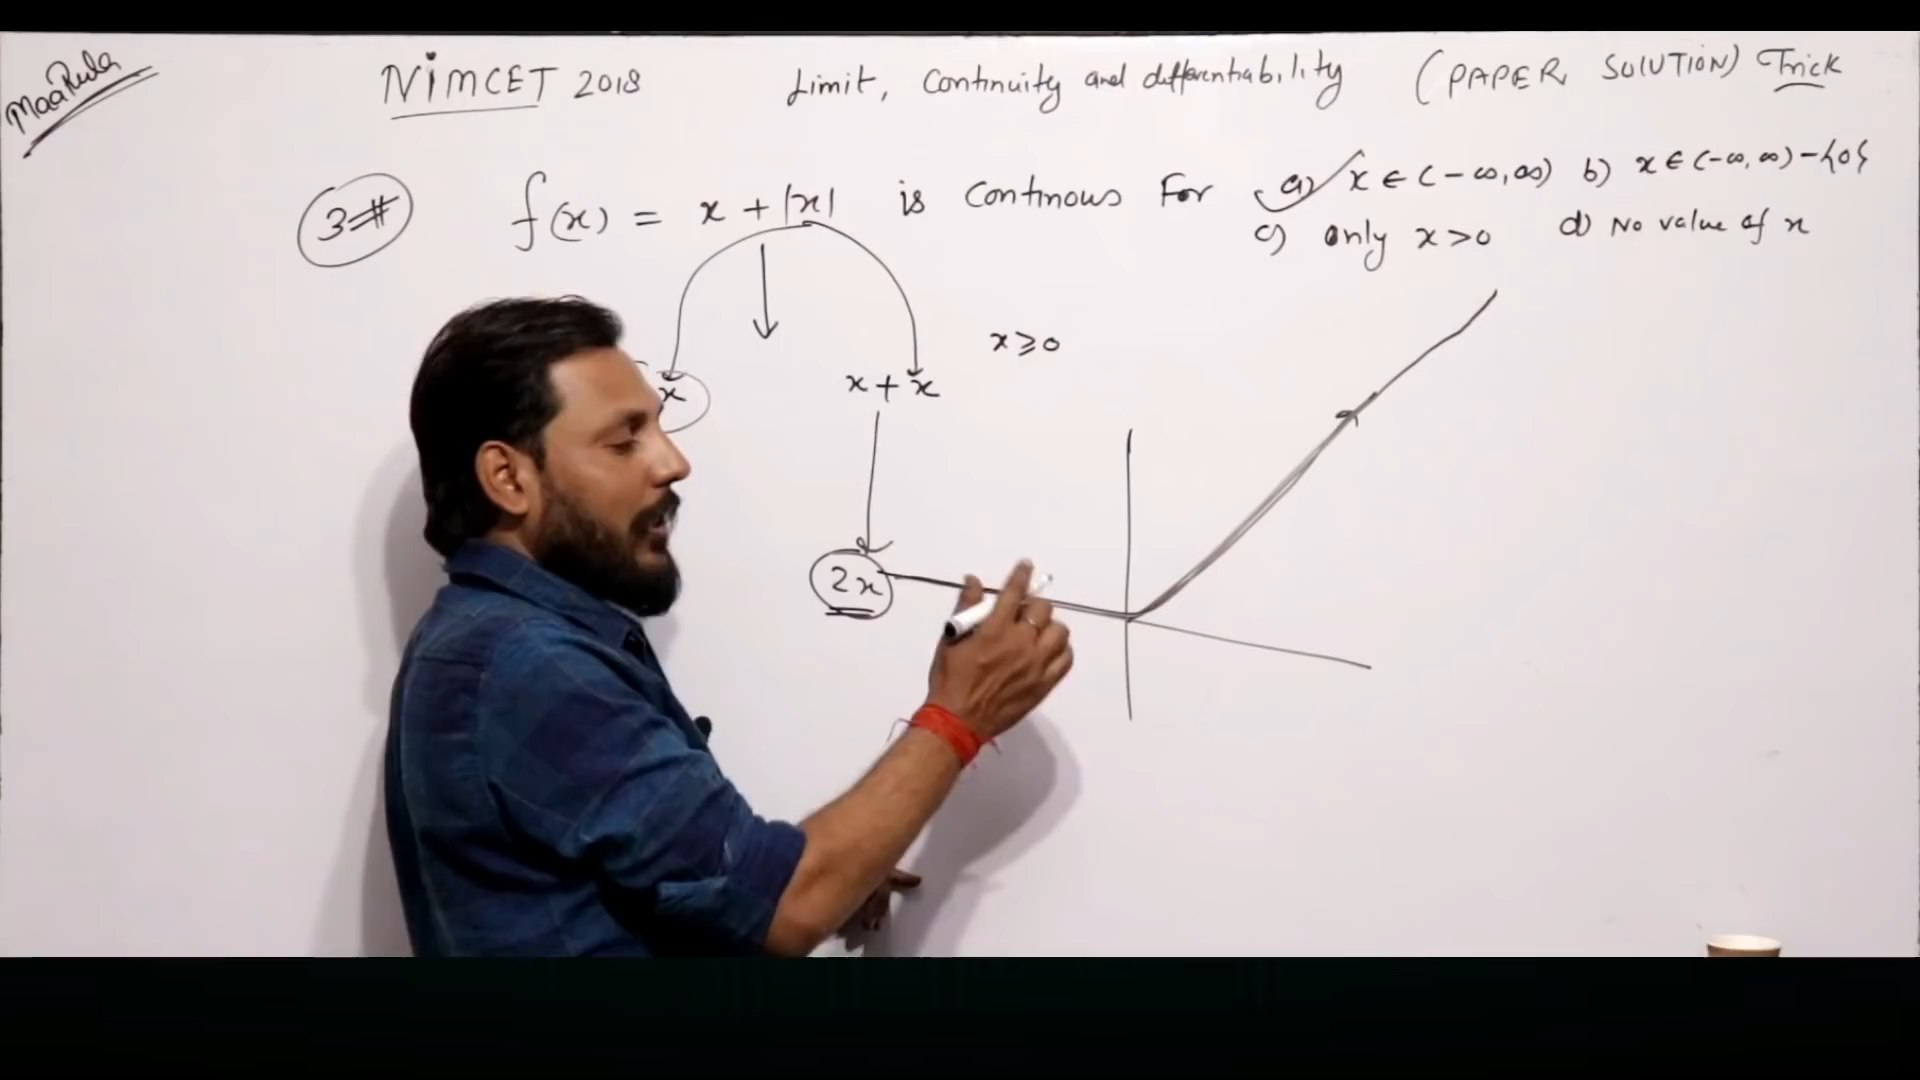 MaaRula
NIMCET 2018 Limit, Continuity and differentiability (PAPER SOLUTION) Trick
3# f(x) = x + |x| is Continous For a) x ∈ (-∞, ∞) b) x ∈ (-∞, ∞) - {0}
c) only x > 0 d) No value of x
x ≥ 0
x
x + x
2x